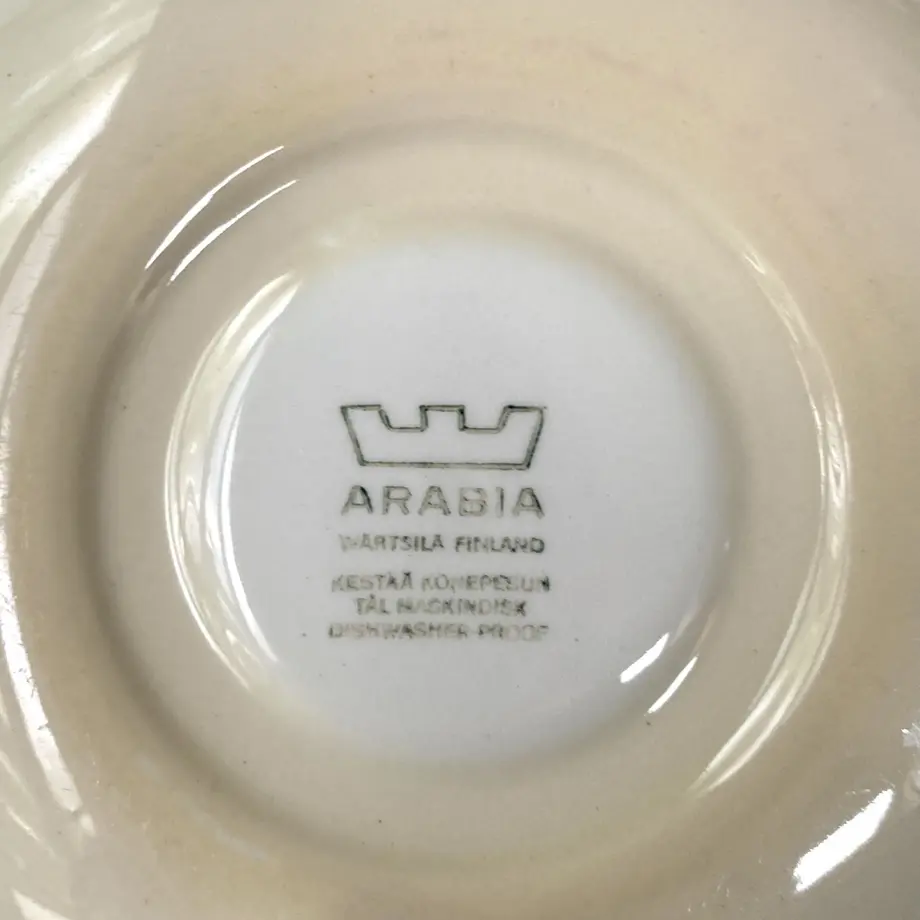 ARABIA
WÄRTSILÄ FINLAND
KESTÄÄ KONEPESUN
TÅL MASKINDISK
DISHWASHER-PROOF